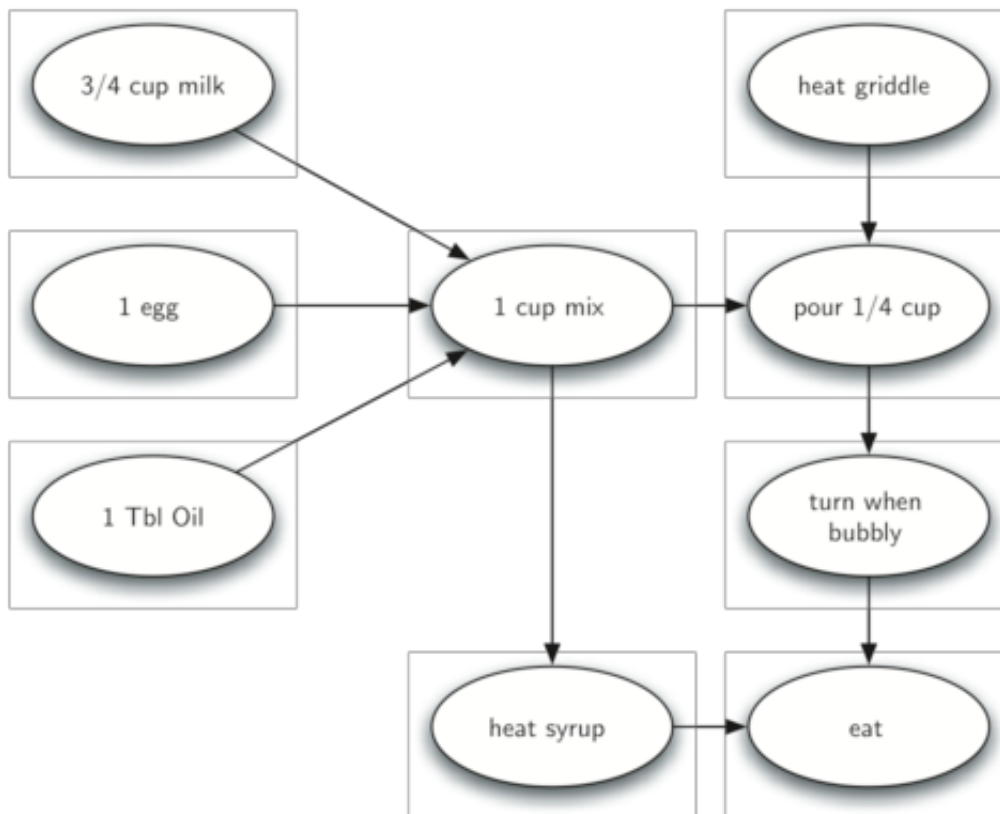 3/4 cup milk
heat griddle
1 egg
1 cup mix
pour 1/4 cup
1 Tbl Oil
turn when
bubbly
heat syrup
eat